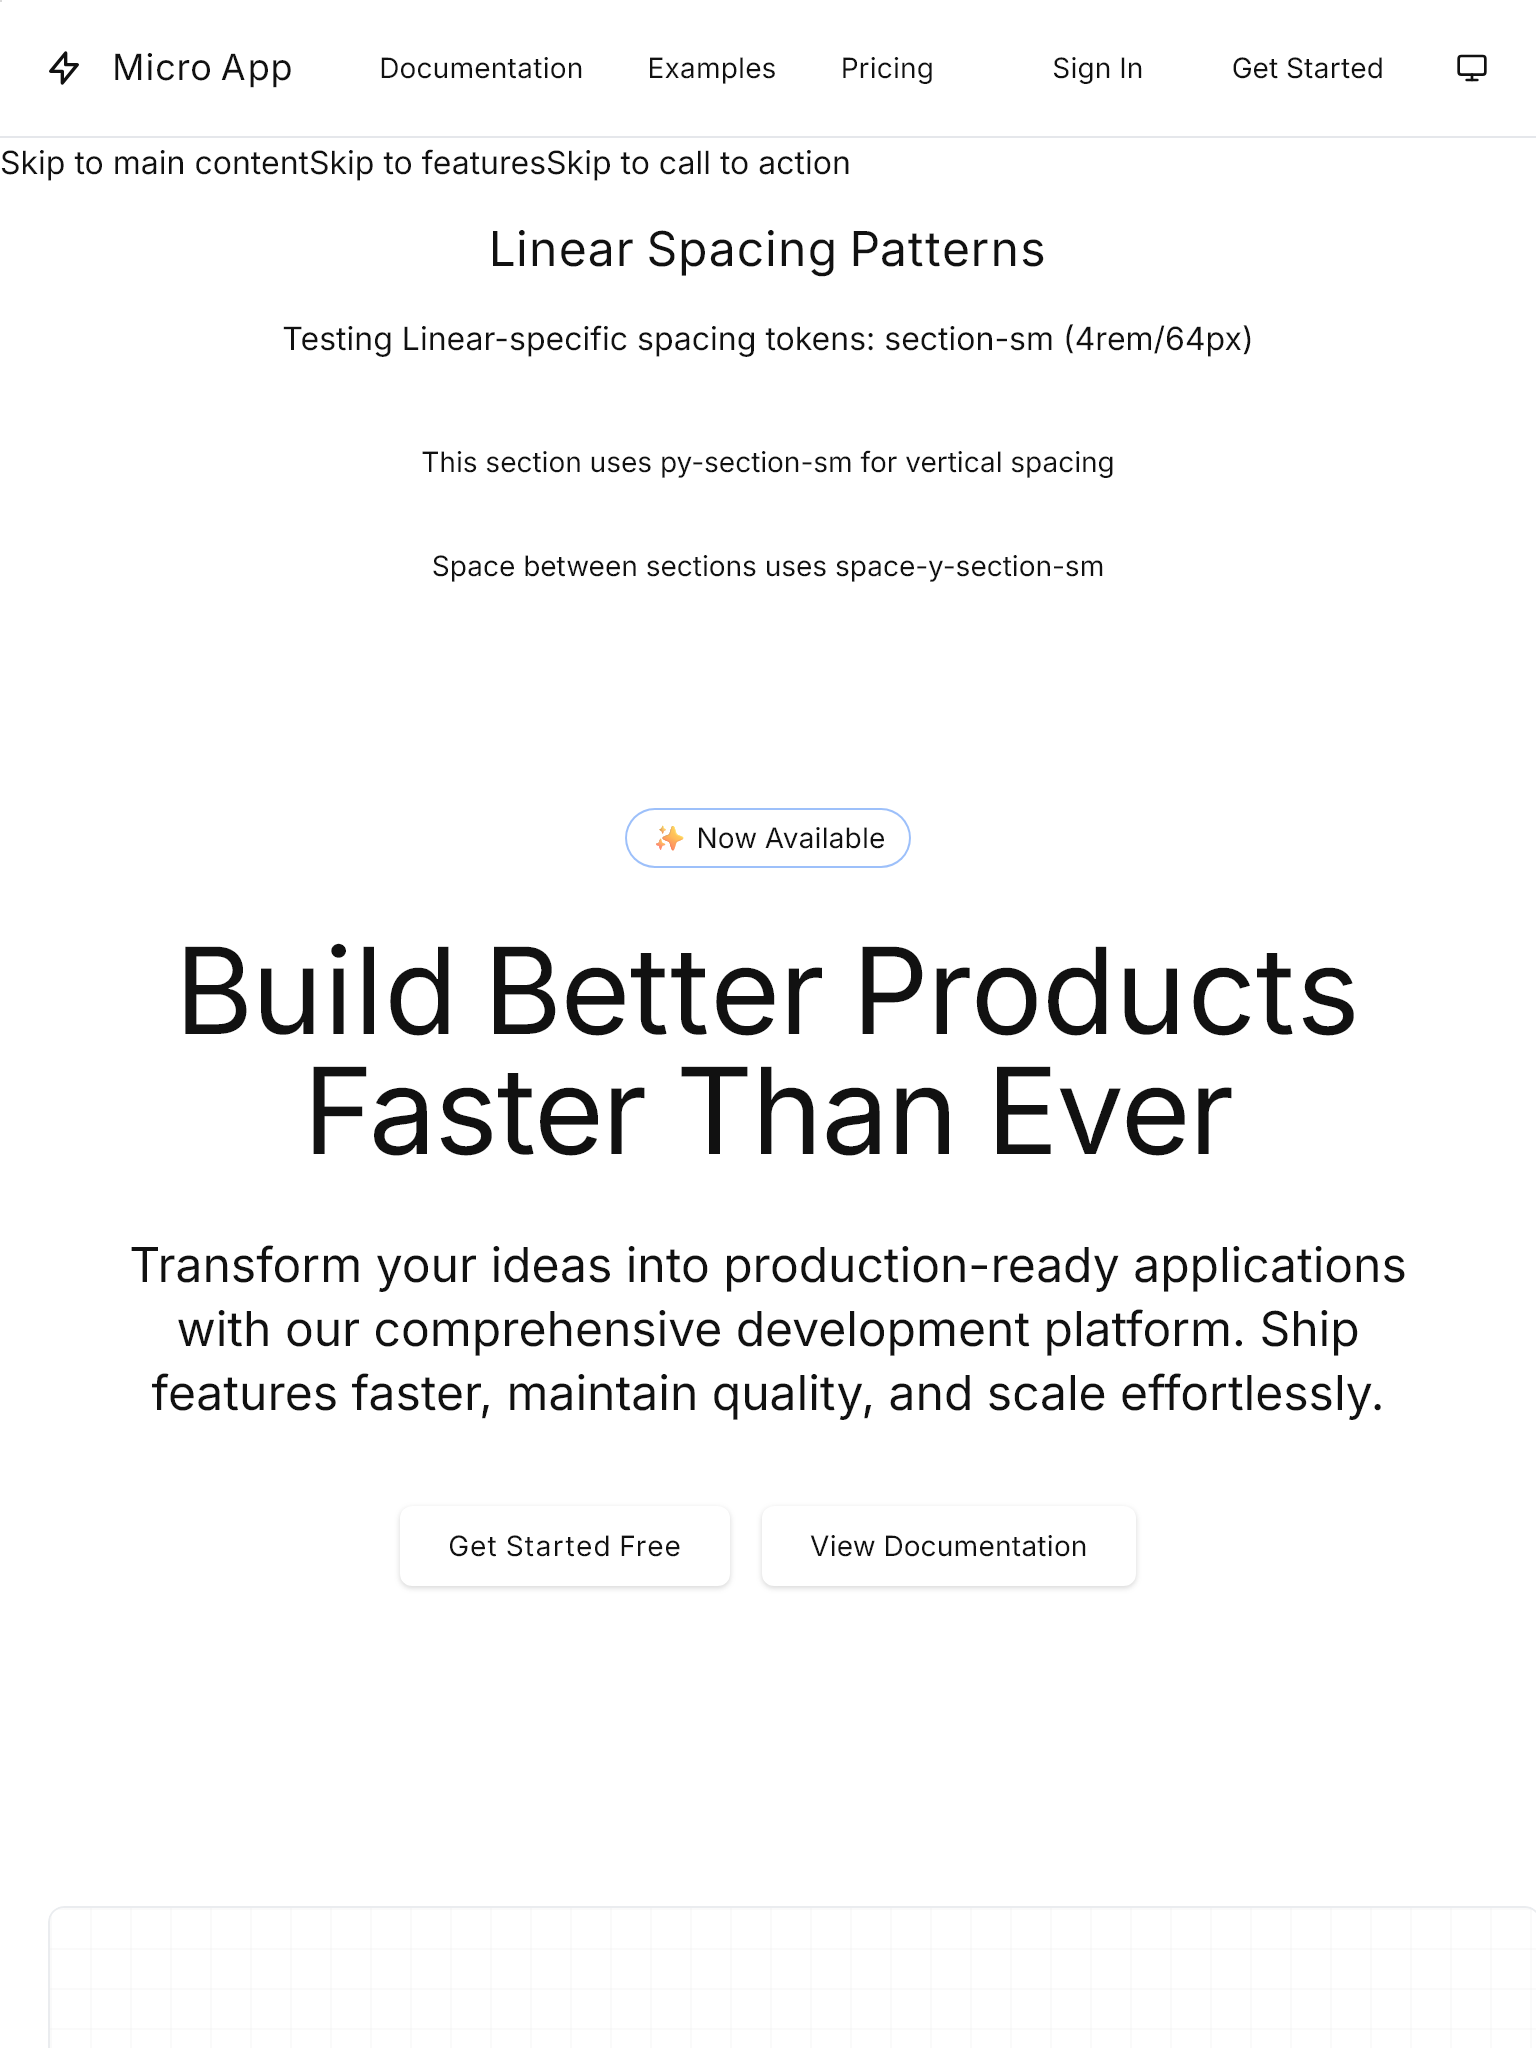 Micro App Documentation Examples Pricing Sign In Get Started
Skip to main contentSkip to featuresSkip to call to action
Linear Spacing Patterns
Testing Linear-specific spacing tokens: section-sm (4rem/64px)
This section uses py-section-sm for vertical spacing
Space between sections uses space-y-section-sm
✨ Now Available
Build Better Products
Faster Than Ever
Transform your ideas into production-ready applications
with our comprehensive development platform. Ship
features faster, maintain quality, and scale effortlessly.
Get Started Free View Documentation